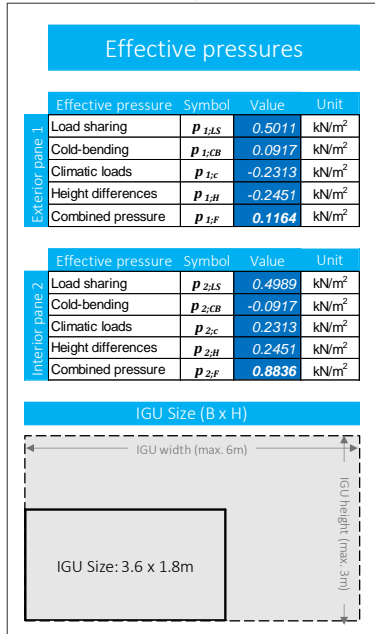 Effective pressures
Effective pressure Symbol Value Unit
Exterior pane 1
Load sharing p 1;LS 0.5011 kN/m²
Cold-bending p 1;CB 0.0917 kN/m²
Climatic loads p 1;c -0.2313 kN/m²
Height differences p 1;H -0.2451 kN/m²
Combined pressure p 1;F 0.1164 kN/m²
Effective pressure Symbol Value Unit
Interior pane 2
Load sharing p 2;LS 0.4989 kN/m²
Cold-bending p 2;CB -0.0917 kN/m²
Climatic loads p 2;c 0.2313 kN/m²
Height differences p 2;H 0.2451 kN/m²
Combined pressure p 2;F 0.8836 kN/m²
IGU Size (B x H)
IGU width (max. 6m)
IGU height (max. 3m)
IGU Size: 3.6 x 1.8m